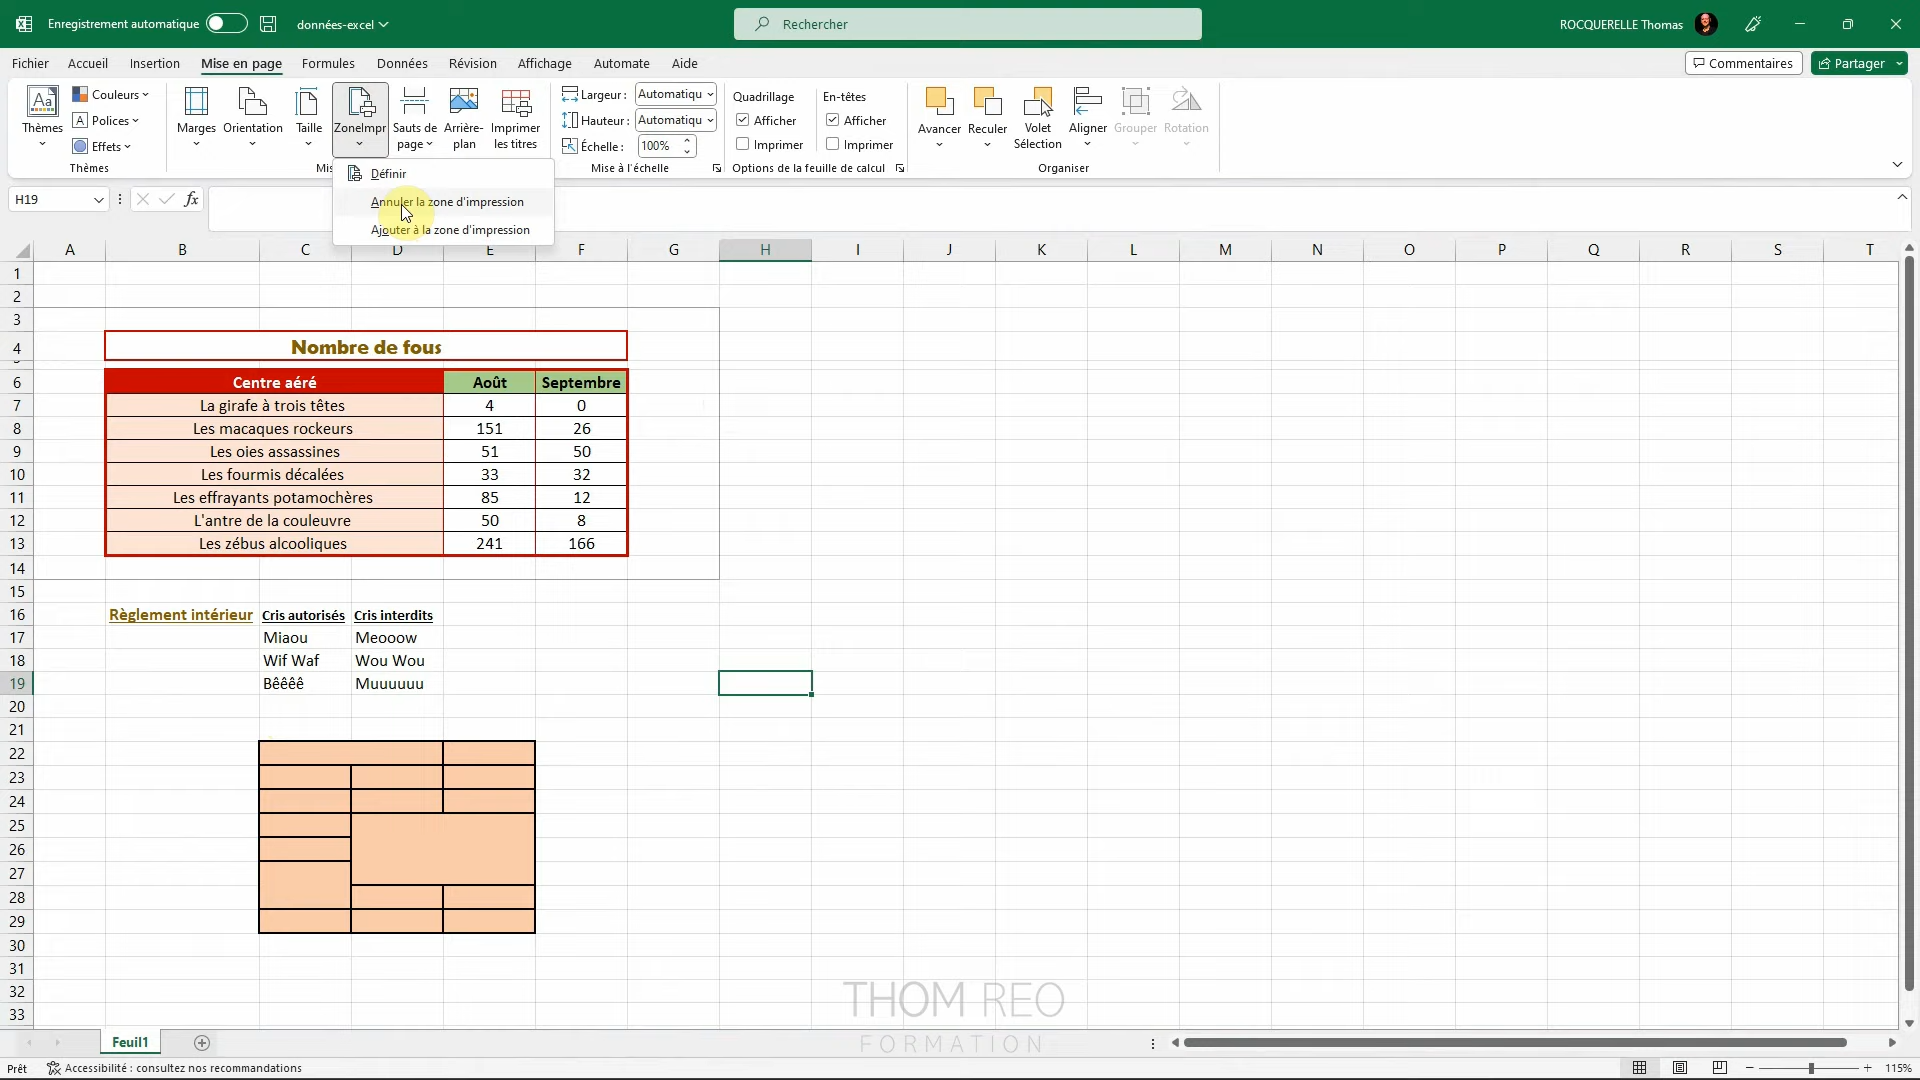 Enregistrement automatique
données-excel
Rechercher
ROCQUERELLE Thomas
Fichier Accueil Insertion Mise en page Formules Données Révision Affichage Automate Aide
Commentaires
Partager
Thèmes
Couleurs
Polices
Effets
Thèmes
Marges
Orientation
Taille
ZoneImpr
Sauts de page
Arrière-plan
Imprimer les titres
Mis
Largeur : Automatiqu
Hauteur : Automatiqu
Échelle : 100%
Mise à l'échelle
Quadrillage
Afficher
Imprimer
En-têtes
Afficher
Imprimer
Options de la feuille de calcul
Avancer
Reculer
Volet Sélection
Aligner
Grouper
Rotation
Organiser
Définir
Annuler la zone d'impression
Ajouter à la zone d'impression
H19
fx
A B C D E F G H I J K L M N O P Q R S T
1
2
3
4 Nombre de fous
5
6 Centre aéré Août Septembre
7 La girafe à trois têtes 4 0
8 Les macaques rockeurs 151 26
9 Les oies assassines 51 50
10 Les fourmis décalées 33 32
11 Les effrayants potamochères 85 12
12 L'antre de la couleuvre 50 8
13 Les zébus alcooliques 241 166
14
15
16 Règlement intérieur Cris autorisés Cris interdits
17 Miaou Meooow
18 Wif Waf Wou Wou
19 Bêêêê Muuuuuu
20
21
22
23
24
25
26
27
28
29
30
31
32
33
THOM REO
FORMATION
Feuil1
Prêt
Accessibilité : consultez nos recommandations
115%